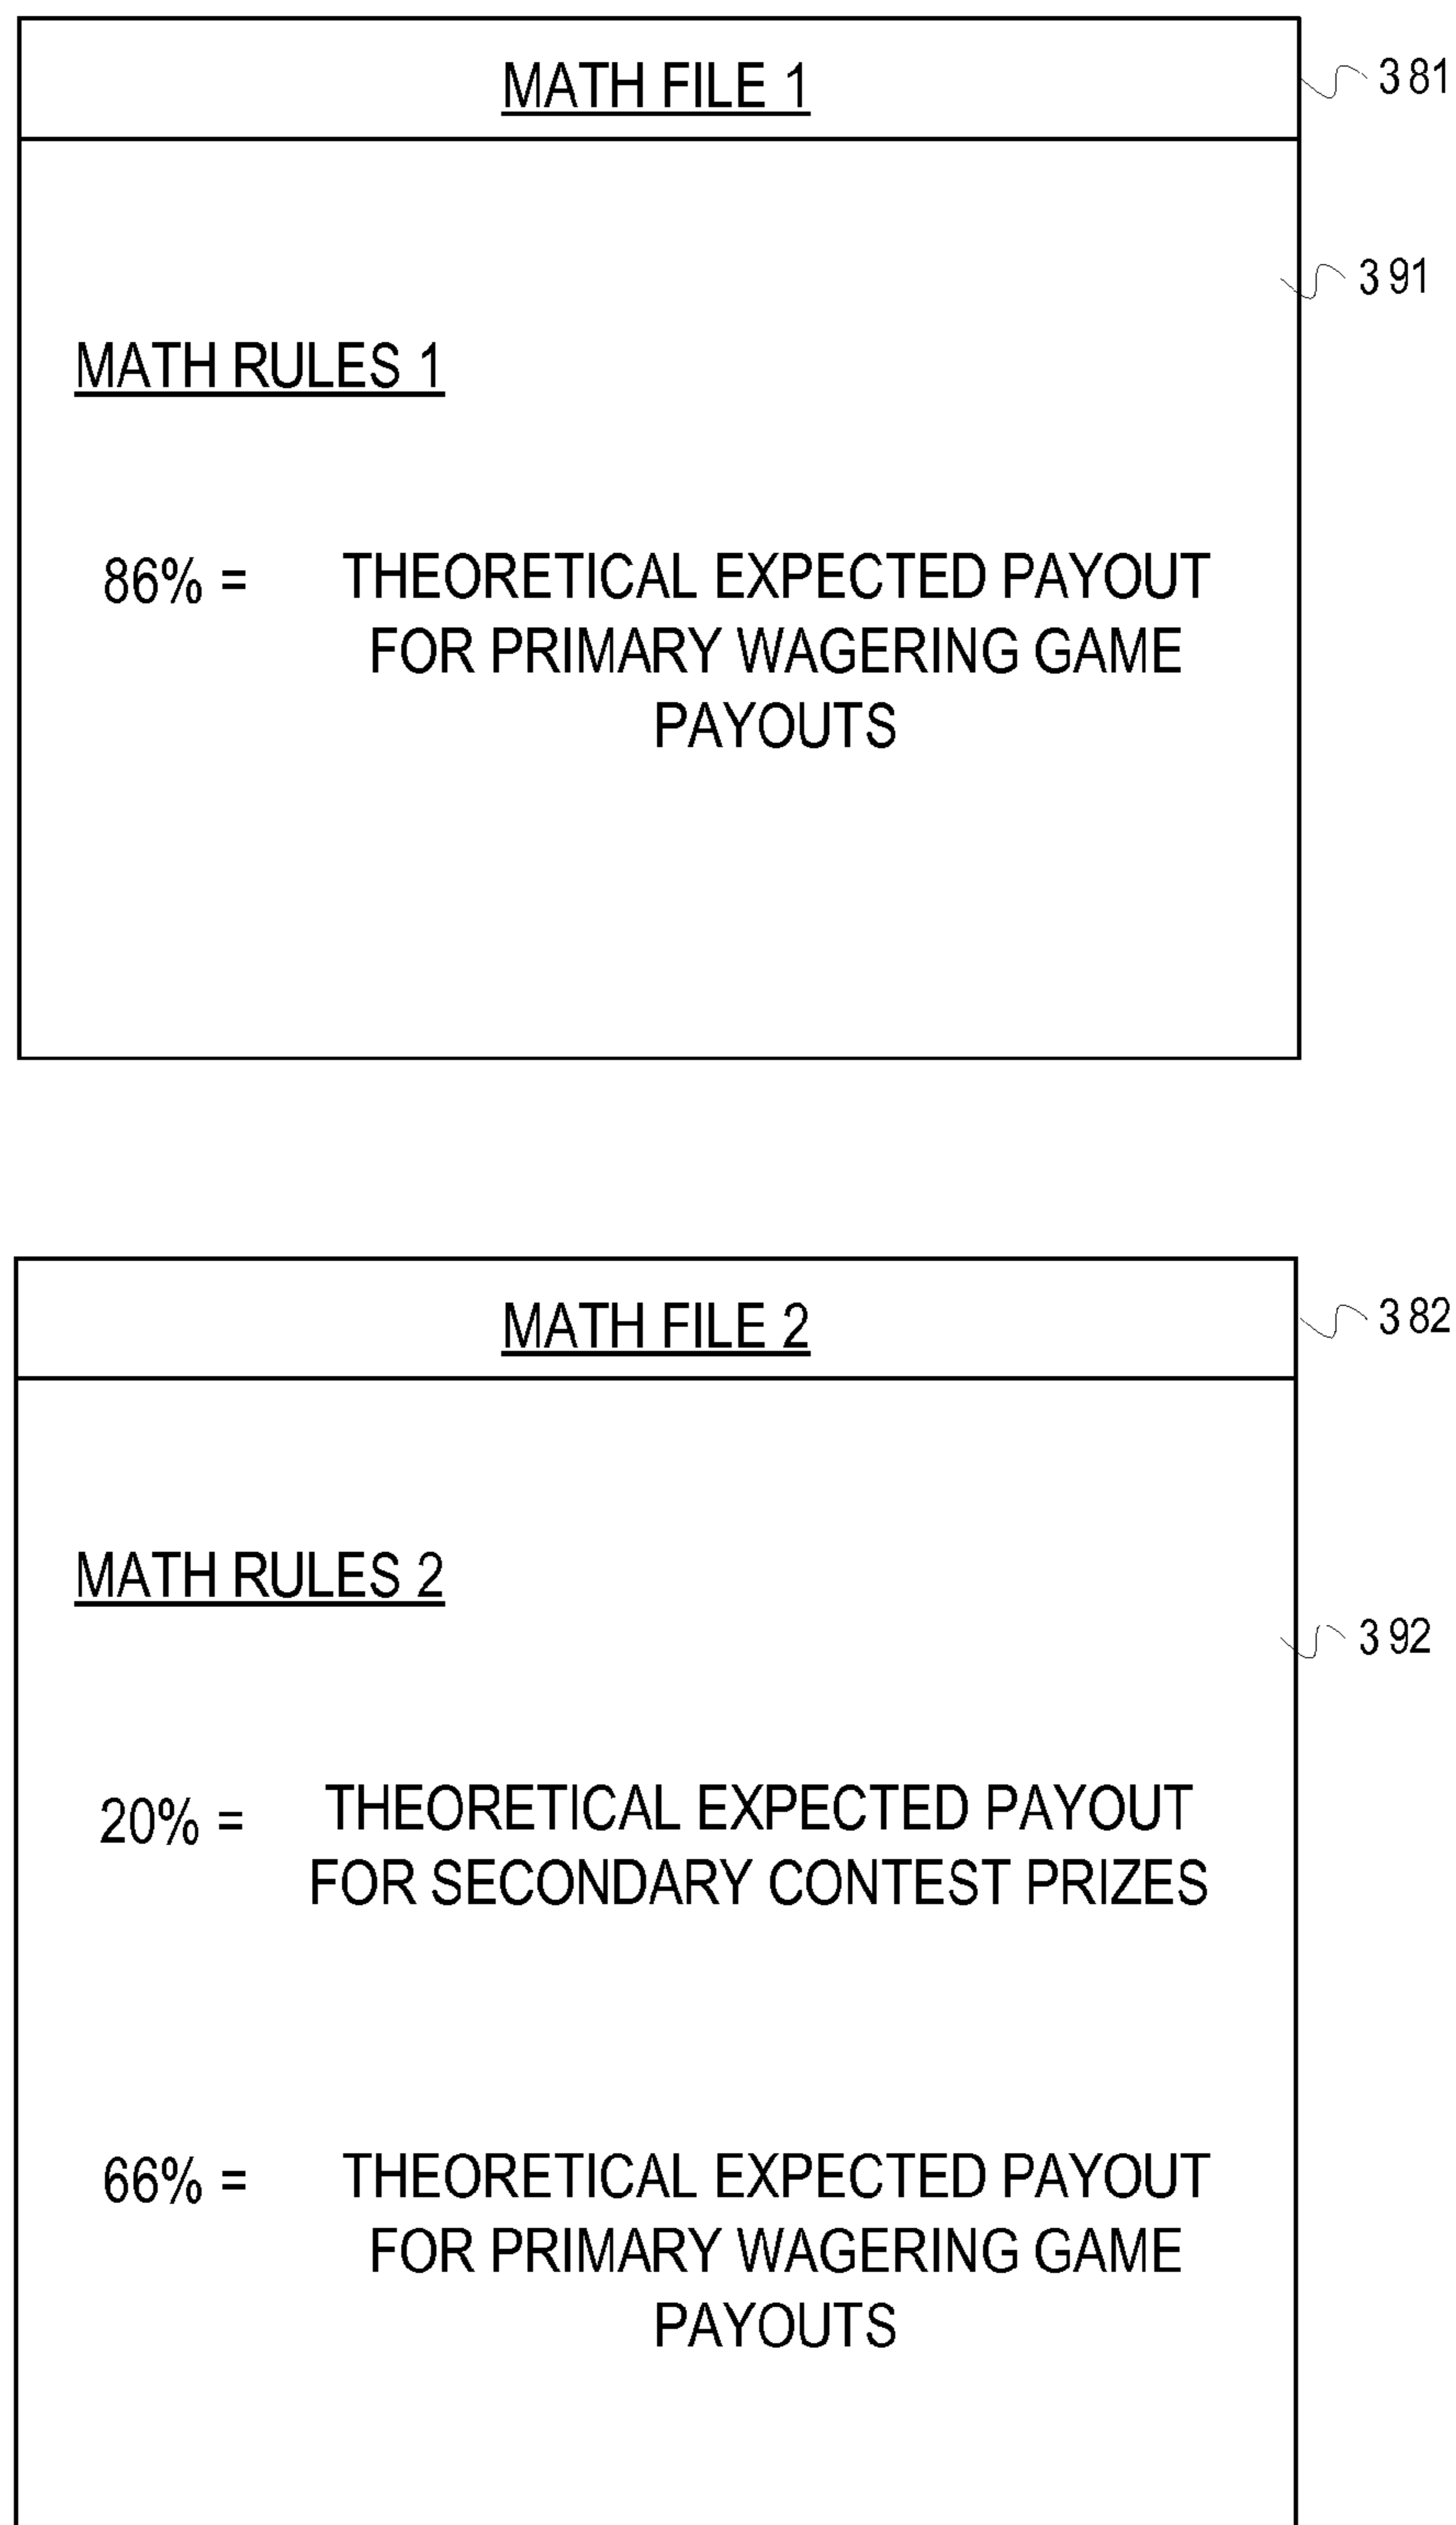 MATH FILE 1
381
391
MATH RULES 1
86% = THEORETICAL EXPECTED PAYOUT
FOR PRIMARY WAGERING GAME
PAYOUTS
MATH FILE 2
382
MATH RULES 2
392
20% = THEORETICAL EXPECTED PAYOUT
FOR SECONDARY CONTEST PRIZES
66% = THEORETICAL EXPECTED PAYOUT
FOR PRIMARY WAGERING GAME
PAYOUTS